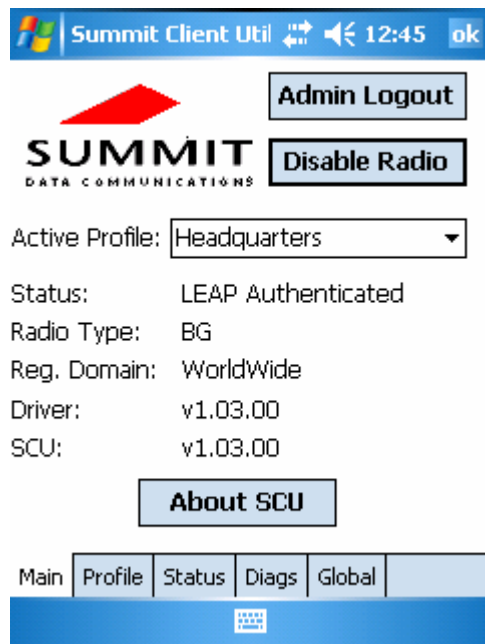 Summit Client Util 12:45 ok
Admin Logout
SUMMIT
DATA COMMUNICATIONS
Disable Radio
Active Profile: Headquarters
Status: LEAP Authenticated
Radio Type: BG
Reg. Domain: WorldWide
Driver: v1.03.00
SCU: v1.03.00
About SCU
Main Profile Status Diags Global